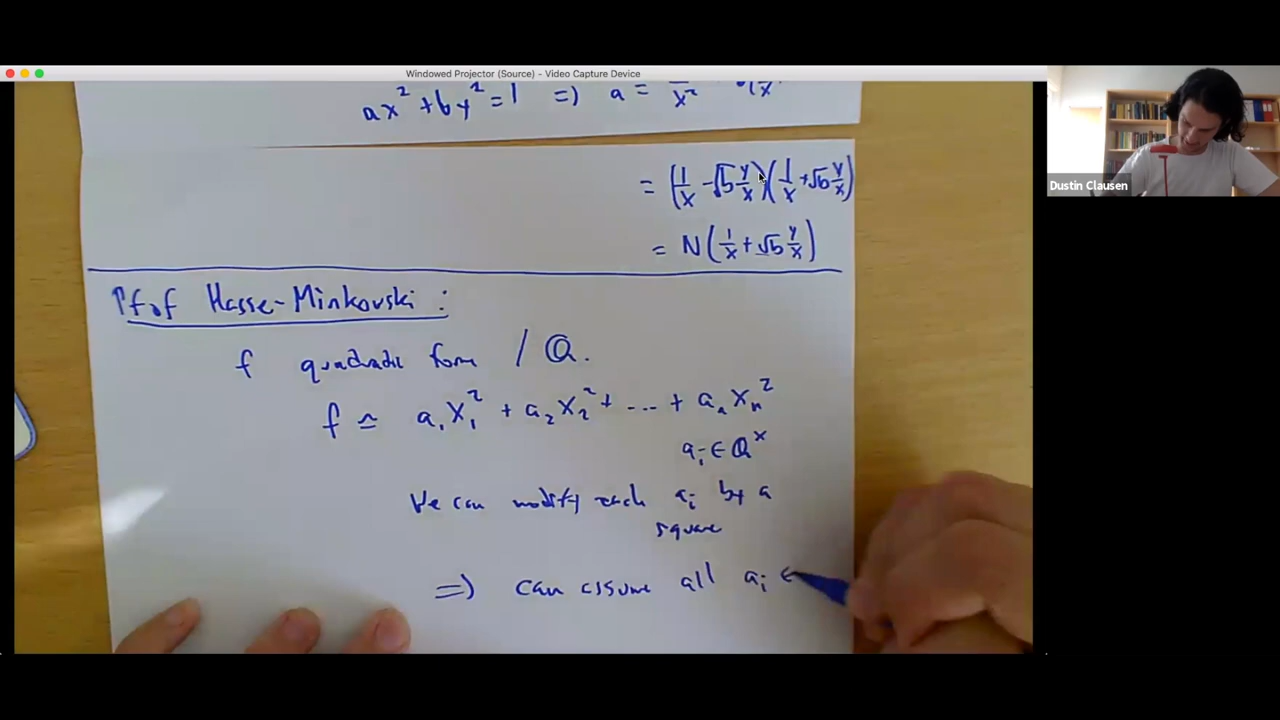 Windowed Projector (Source) - Video Capture Device
ax² + by² = 1 ⇒ a =
= (1/x - √b y/x)(1/x + √b y/x)
= N(1/x + √b y/x)
Pf of Hasse-Minkovski:
f quadratic form / ℚ.
f ≃ a₁X₁² + a₂X₂² + ... + aₙXₙ²
aᵢ ∈ ℚ^×
We can modify each aᵢ by a
square
⇒ can assume all aᵢ ∈
Dustin Clausen